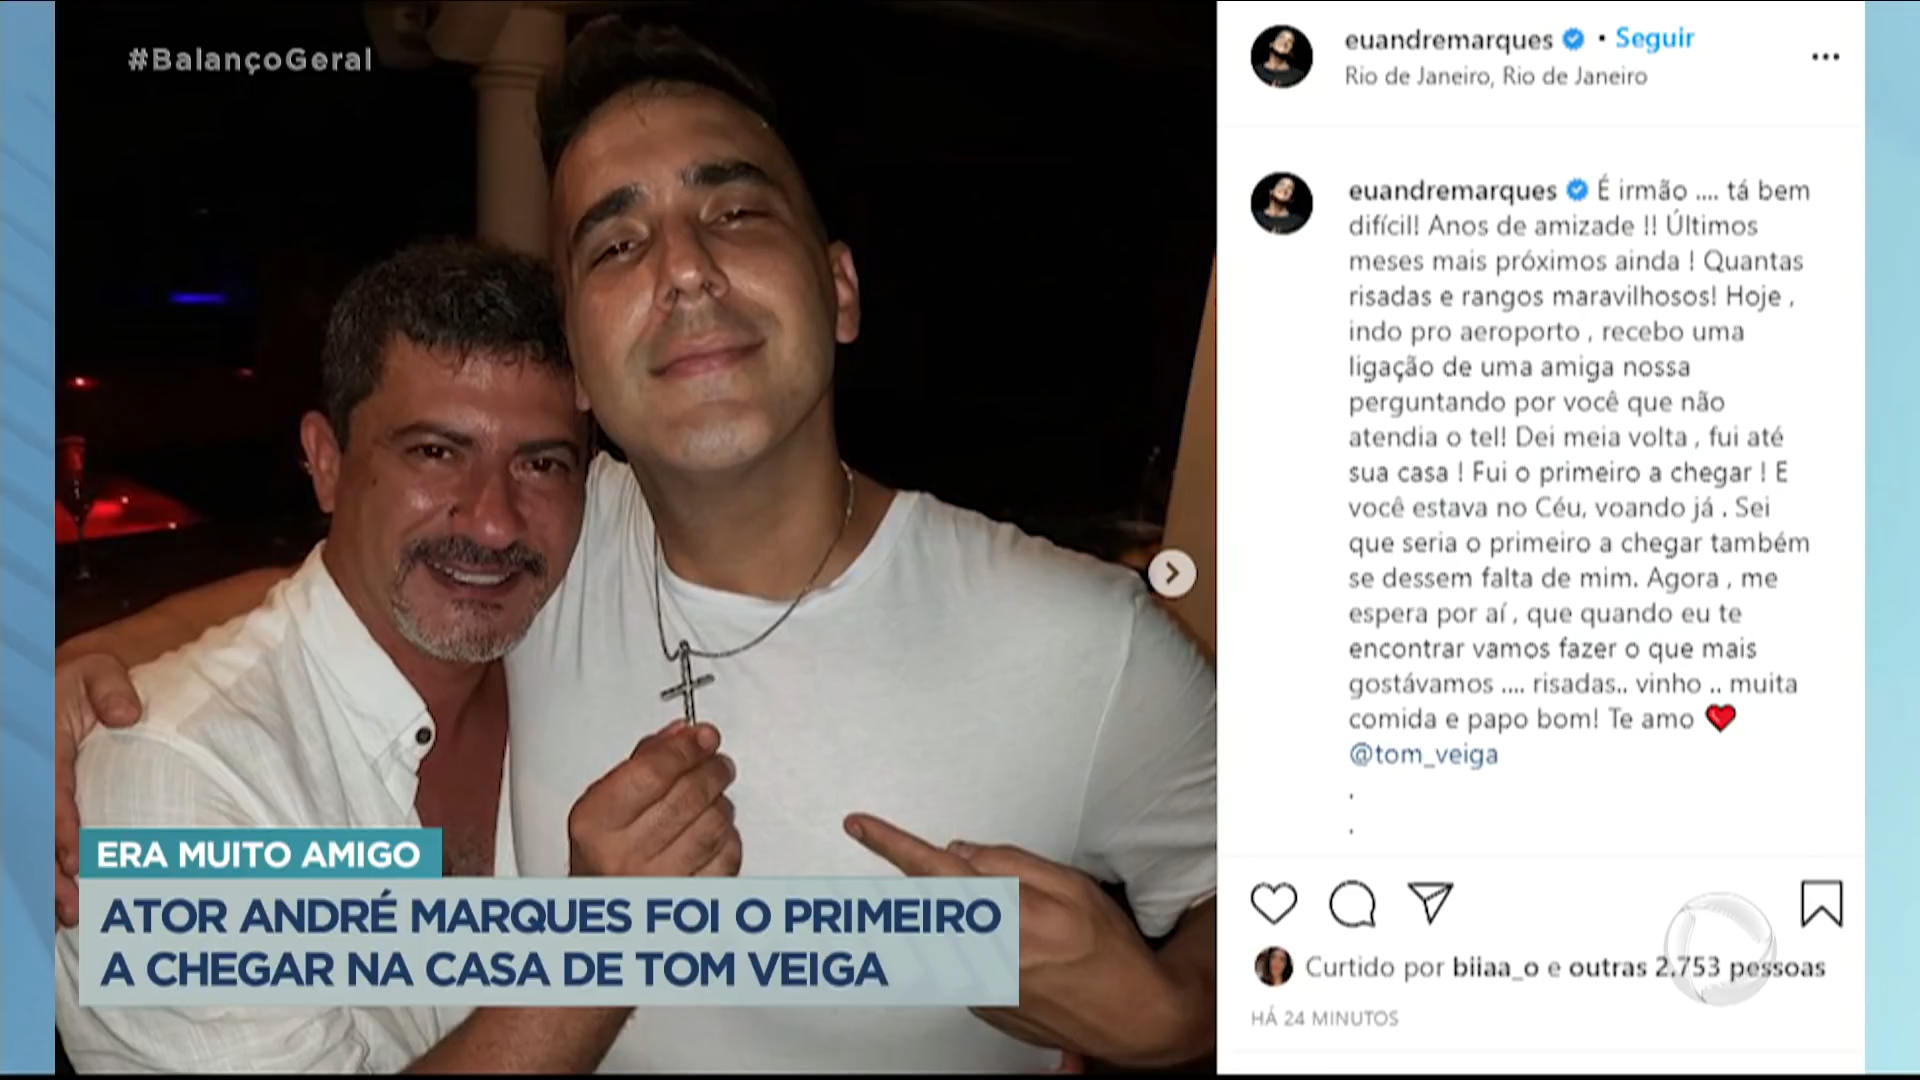 #BalançoGeral
euandremarques • Seguir
Rio de Janeiro, Rio de Janeiro
...
euandremarques É irmão .... tá bem
difícil! Anos de amizade !! Últimos
meses mais próximos ainda ! Quantas
risadas e rangos maravilhosos! Hoje ,
indo pro aeroporto , recebo uma
ligação de uma amiga nossa
perguntando por você que não
atendia o tel! Dei meia volta , fui até
sua casa ! Fui o primeiro a chegar ! E
você estava no Céu, voando já . Sei
que seria o primeiro a chegar também
se dessem falta de mim. Agora , me
espera por aí , que quando eu te
encontrar vamos fazer o que mais
gostávamos .... risadas.. vinho .. muita
comida e papo bom! Te amo ❤
@tom_veiga
.
.
Curtido por biiaa_o e outras 2.753 pessoas
HÁ 24 MINUTOS
ERA MUITO AMIGO
ATOR ANDRÉ MARQUES FOI O PRIMEIRO
A CHEGAR NA CASA DE TOM VEIGA